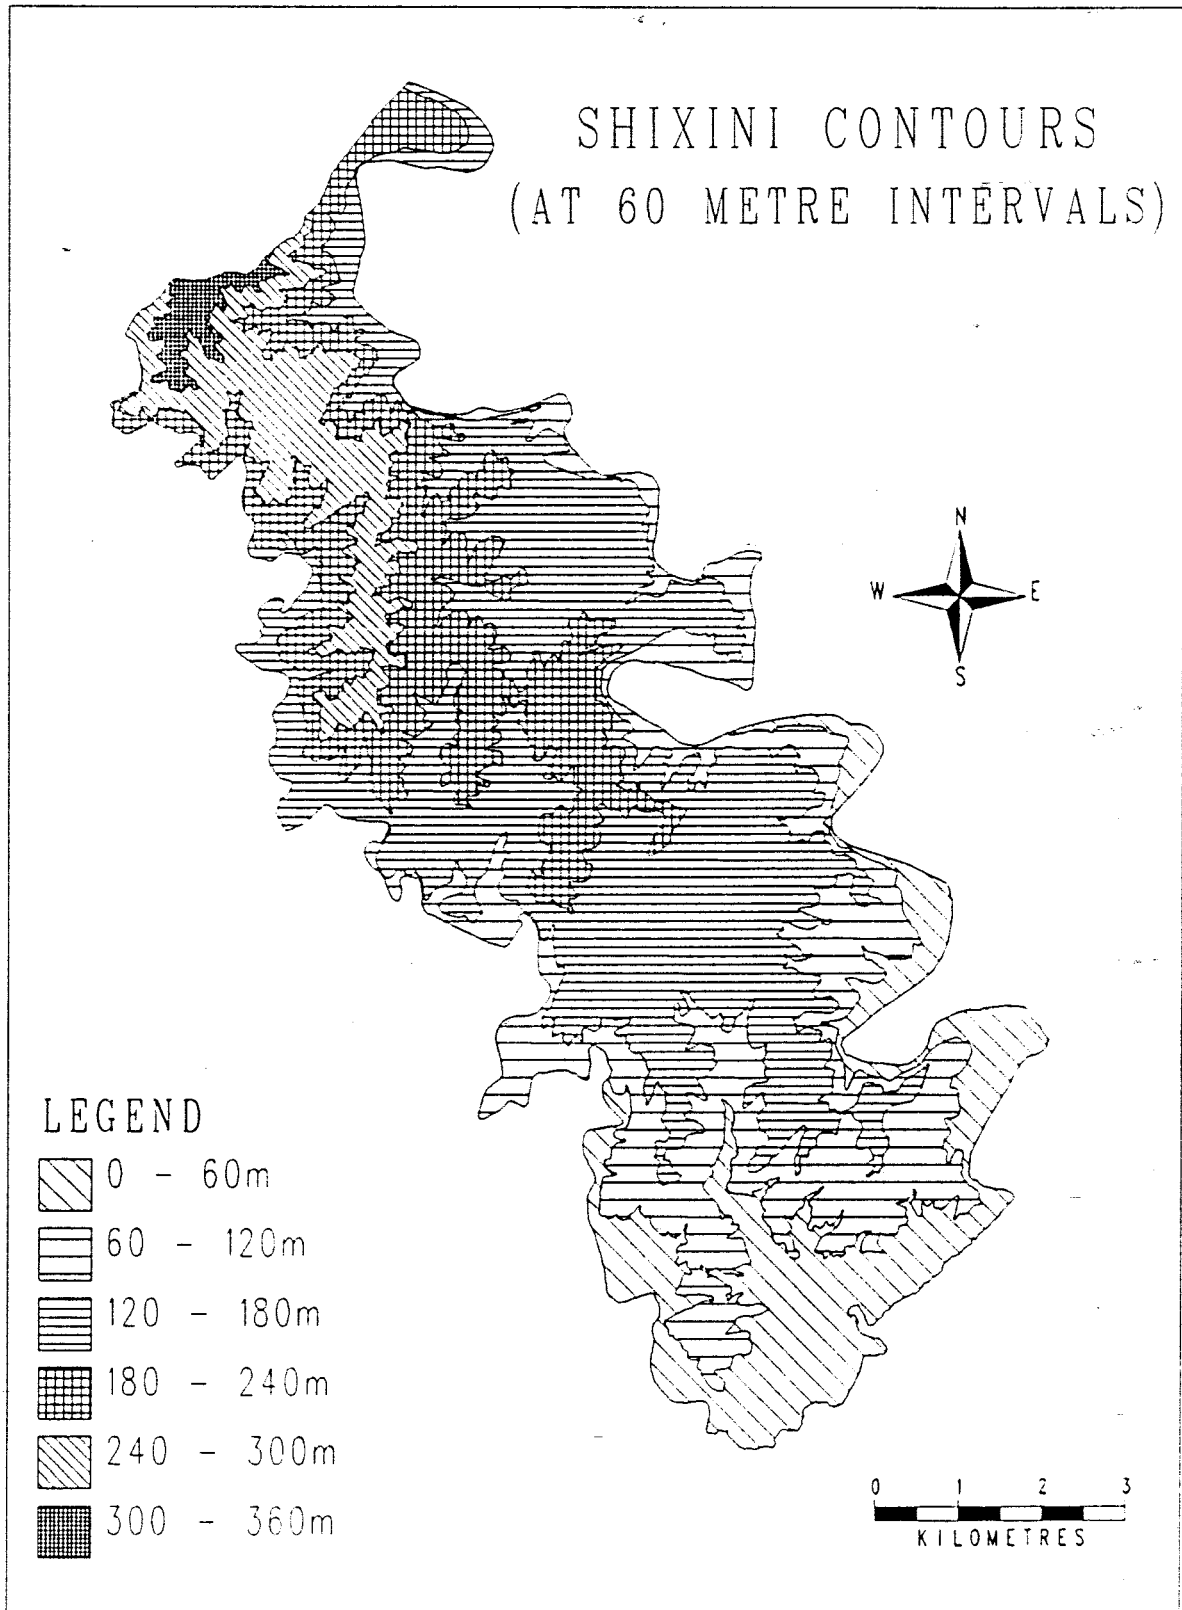 SHIXINI CONTOURS
(AT 60 METRE INTERVALS)
N
W E
S
LEGEND
0 - 60m
60 - 120m
120 - 180m
180 - 240m
240 - 300m
300 - 360m
0 1 2 3
KILOMETRES